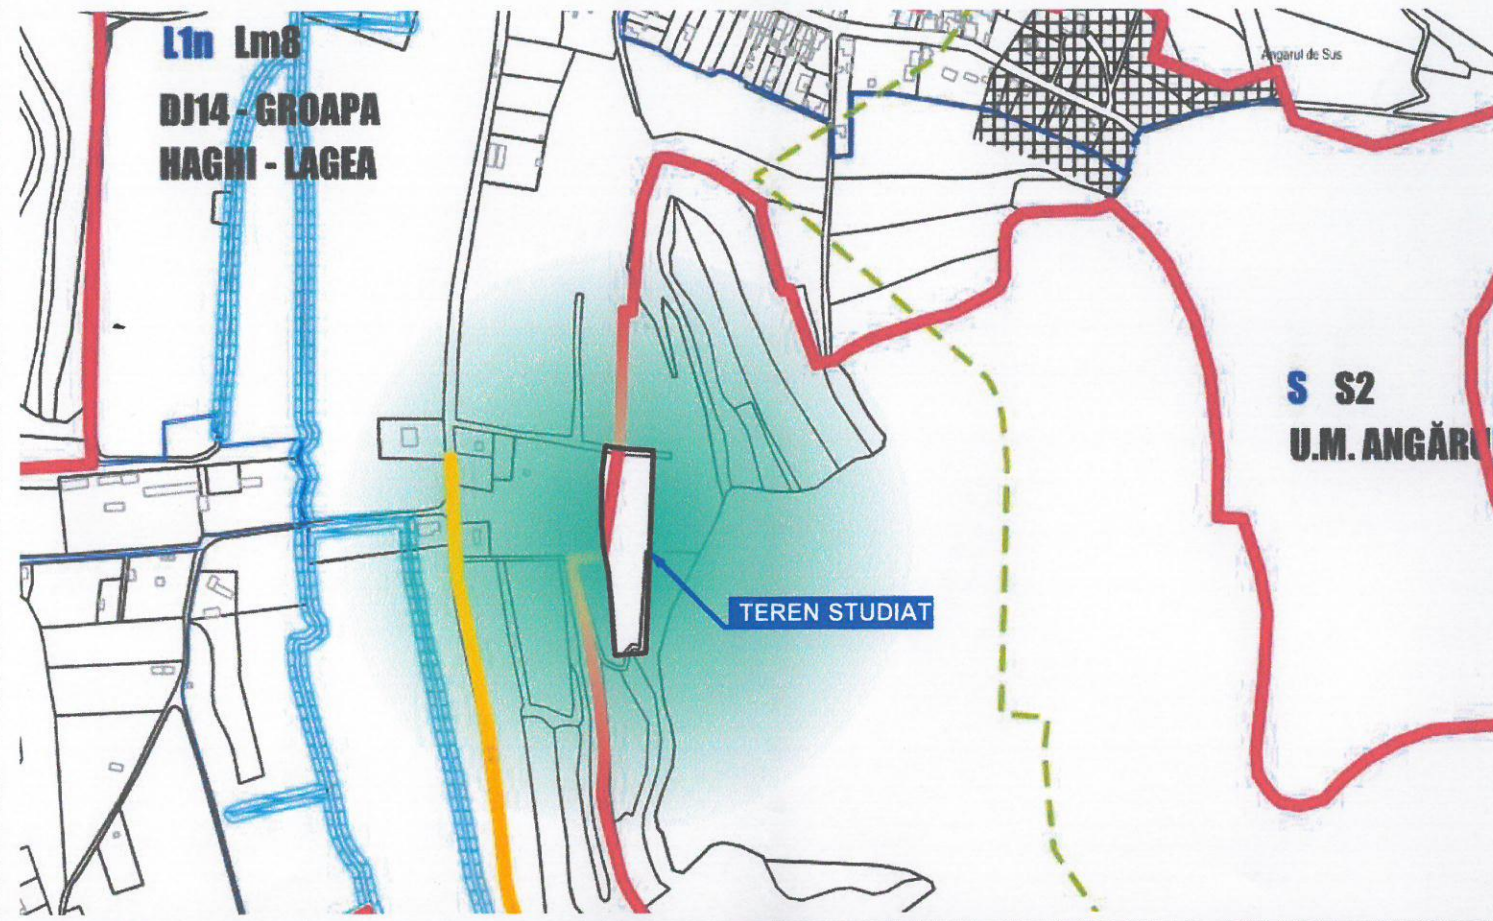 L1n Lm8
DJ14 - GROAPA
HAGHI - LAGEA
Angarul de Sus
S S2
U.M. ANGĂRU
TEREN STUDIAT